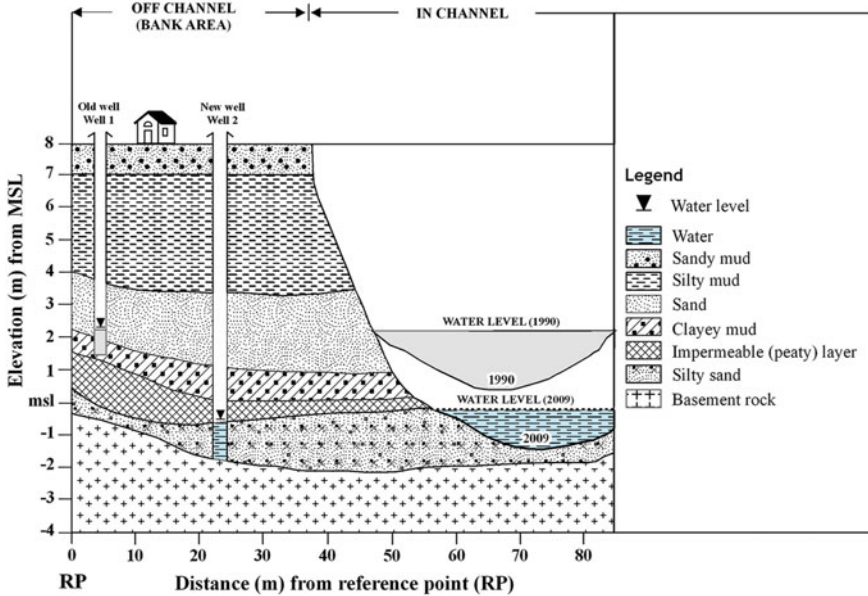 OFF CHANNEL
(BANK AREA)
IN CHANNEL
Old well
Well 1
New well
Well 2
8
7
6
5
4
3
2
1
msl
-1
-2
-3
-4
Elevation (m) from MSL
WATER LEVEL (1990)
1990
WATER LEVEL (2009)
2009
0
10
20
30
40
50
60
70
80
RP
Distance (m) from reference point (RP)
Legend
Water level
Water
Sandy mud
Silty mud
Sand
Clayey mud
Impermeable (peaty) layer
Silty sand
Basement rock